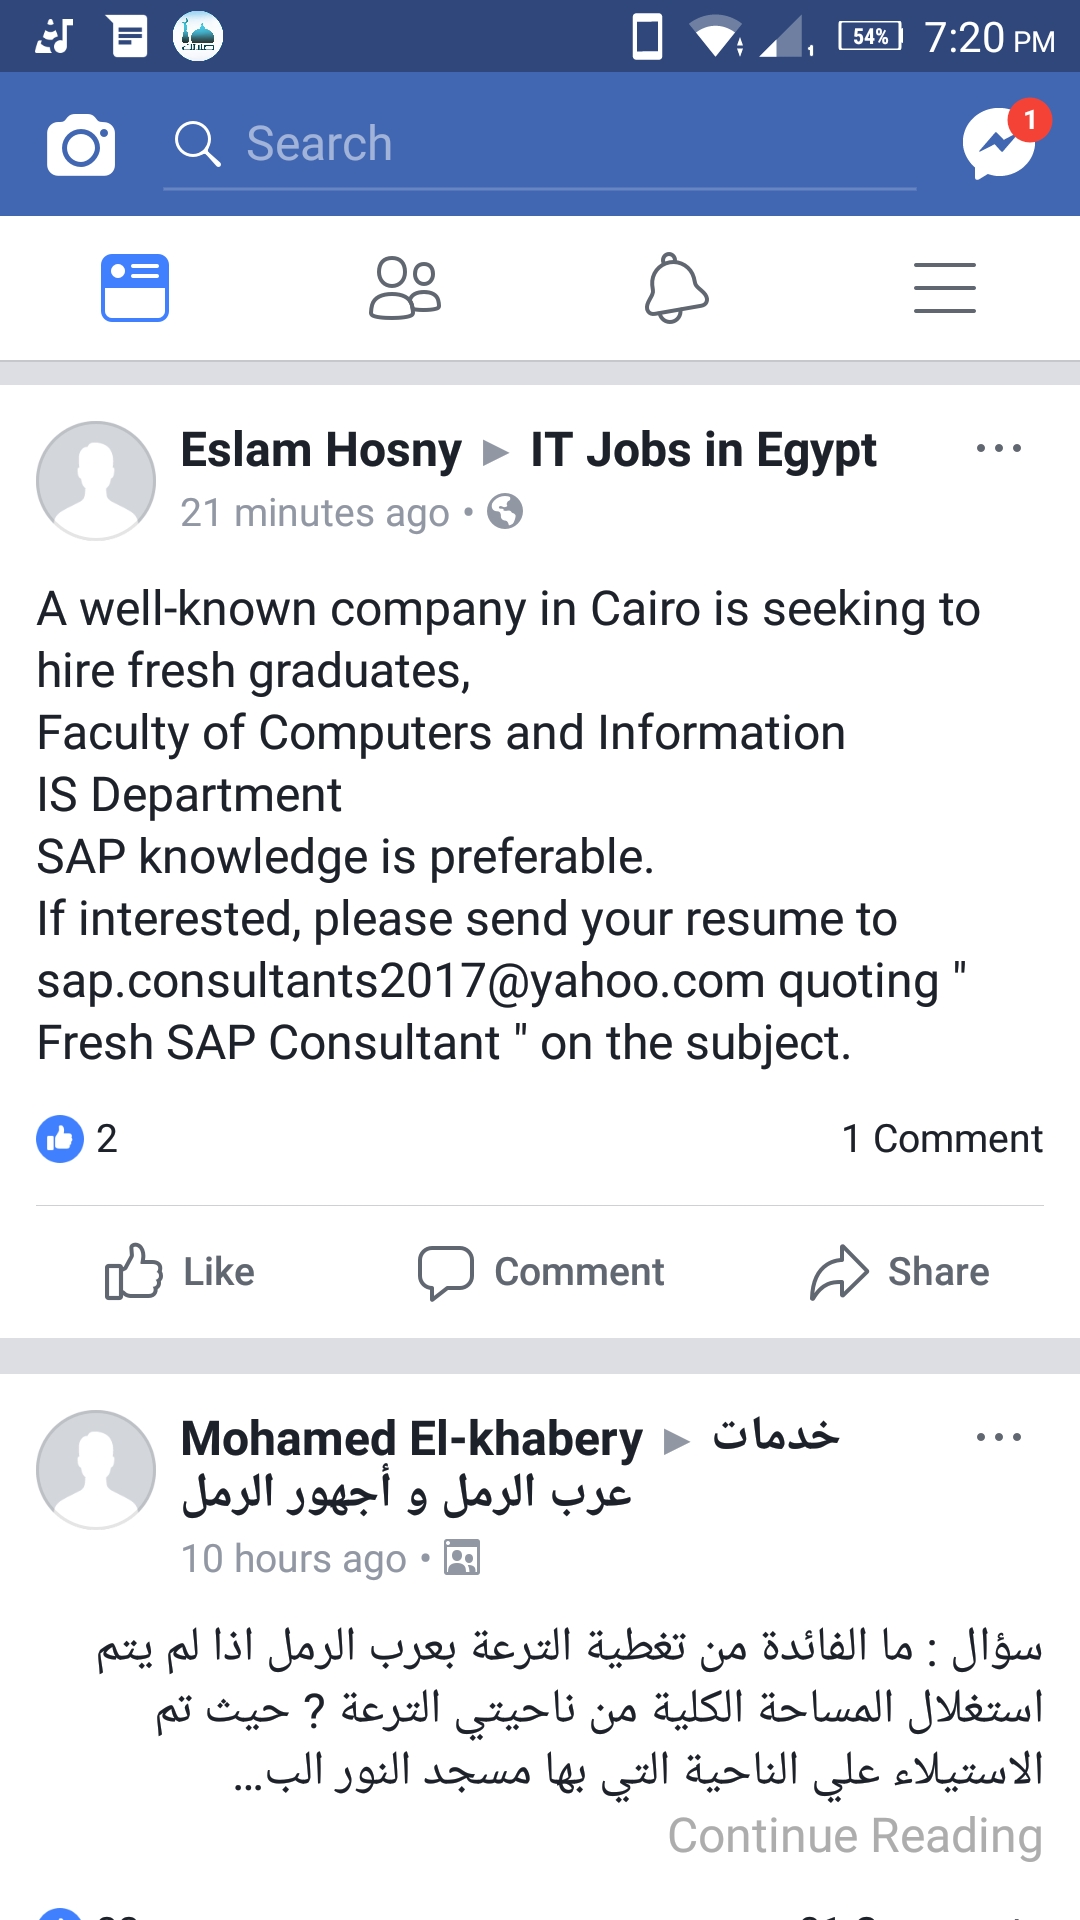 54% 7:20 PM
Search
1
Eslam Hosny ▶ IT Jobs in Egypt
21 minutes ago •
A well-known company in Cairo is seeking to
hire fresh graduates,
Faculty of Computers and Information
IS Department
SAP knowledge is preferable.
If interested, please send your resume to
sap.consultants2017@yahoo.com quoting "
Fresh SAP Consultant " on the subject.
2
1 Comment
Like
Comment
Share
Mohamed El-khabery ▶ خدمات
عرب الرمل و أجهور الرمل
10 hours ago •
سؤال : ما الفائدة من تغطية الترعة بعرب الرمل اذا لم يتم
استغلال المساحة الكلية من ناحيتي الترعة ? حيث تم
الاستيلاء علي الناحية التي بها مسجد النور الب...
Continue Reading